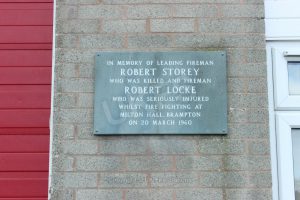 IN MEMORY OF LEADING FIREMAN
ROBERT STOREY
WHO WAS KILLED AND FIREMAN
ROBERT LOCKE
WHO WAS SERIOUSLY INJURED
WHILST FIRE FIGHTING AT
MILTON HALL, BRAMPTON
ON 20 MARCH 1940